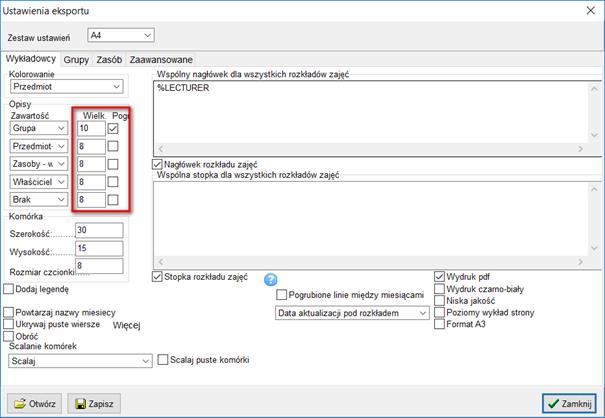 Ustawienia eksportu
Zestaw ustawień A4
Wykładowcy Grupy Zasób Zaawansowane
Kolorowanie
Przedmiot
Opisy
Zawartość Wielk. Pogr
Grupa 10
Przedmiot- 8
Zasoby - w 8
Właściciel 8
Brak 8
Komórka
Szerokość:........ 30
Wysokość:........ 15
Rozmiar czcionki...... 8
Dodaj legendę
Powtarzaj nazwy miesięcy
Ukrywaj puste wiersze Więcej
Obróć
Scalanie komórek
Scalaj Scalaj puste komórki
Wspólny nagłówek dla wszystkich rozkładów zajęć
%LECTURER
Nagłówek rozkładu zajęć
Wspólna stopka dla wszystkich rozkładów zajęć
Stopka rozkładu zajęć ?
Pogrubione linie między miesiącami
Data aktualizacji pod rozkładem
Wydruk pdf
Wydruk czarno-biały
Niska jakość
Poziomy wykład strony
Format A3
Otwórz Zapisz Zamknij